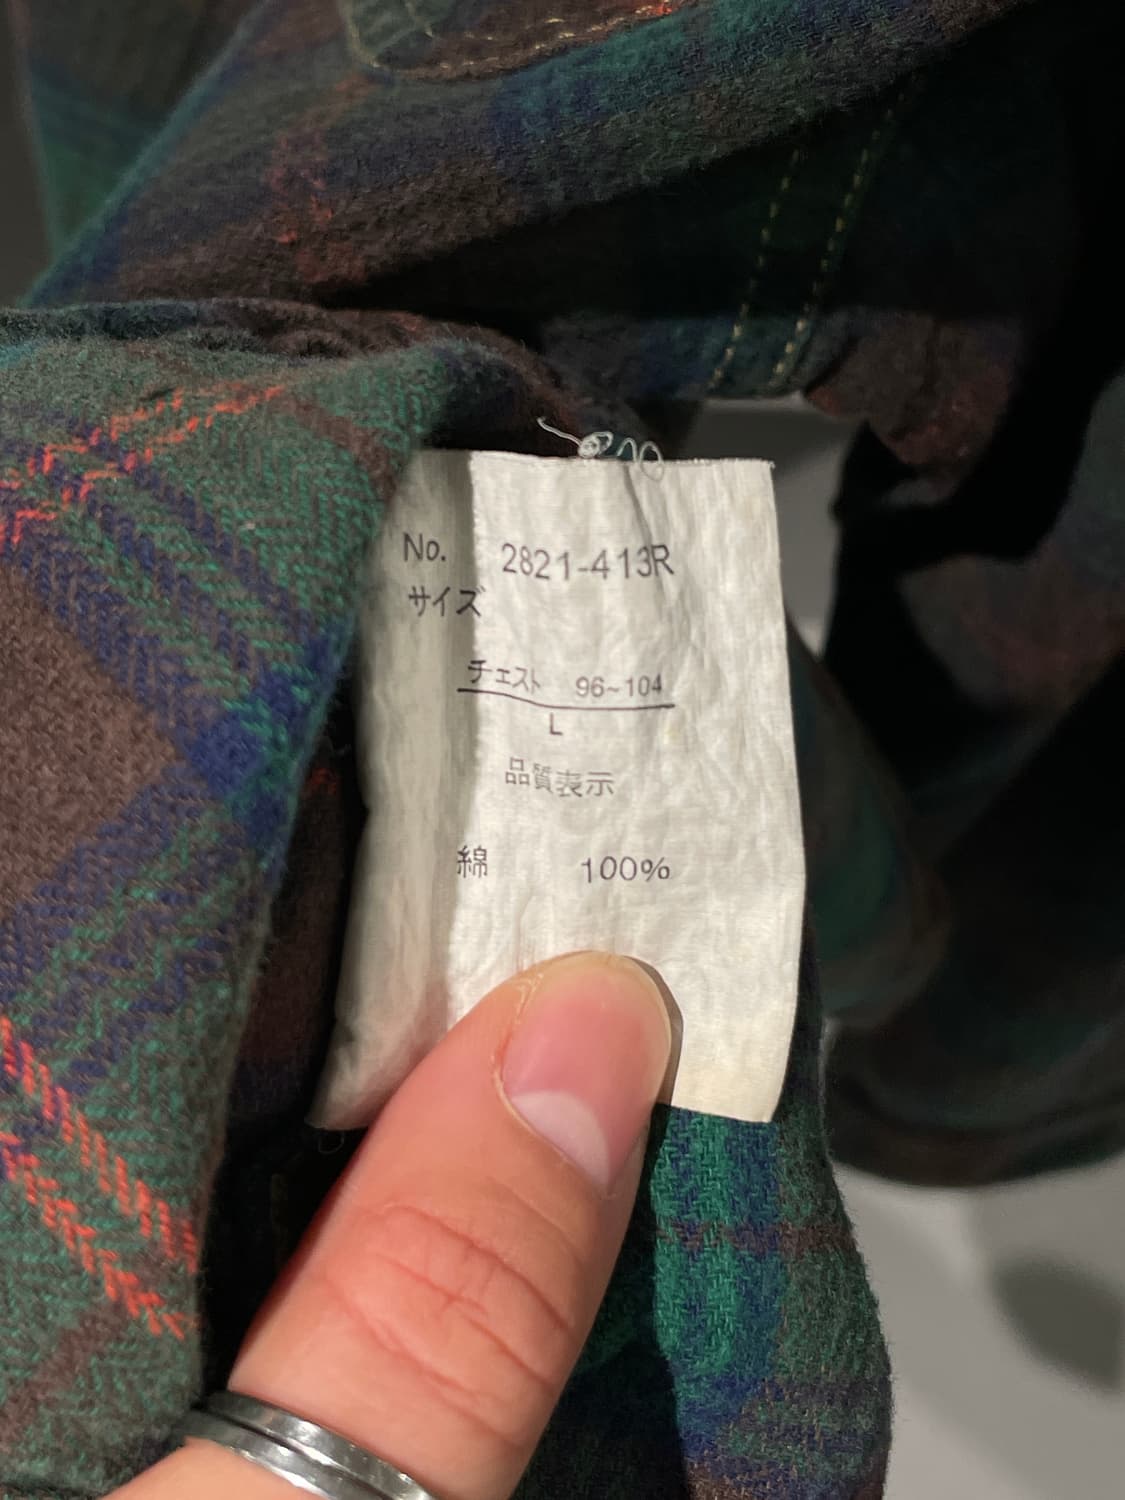 No. 2821-413R
サイズ
チェスト 96~104
L
品質表示
綿 100%